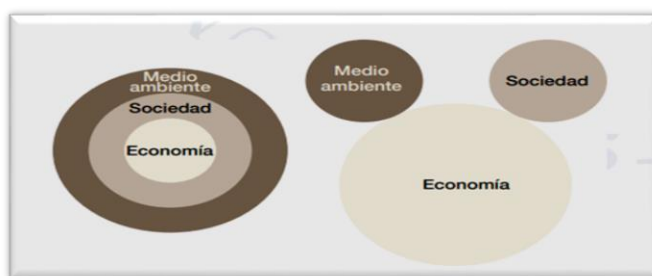 Medio
ambiente
Sociedad
Economía
Medio
ambiente
Sociedad
Economía